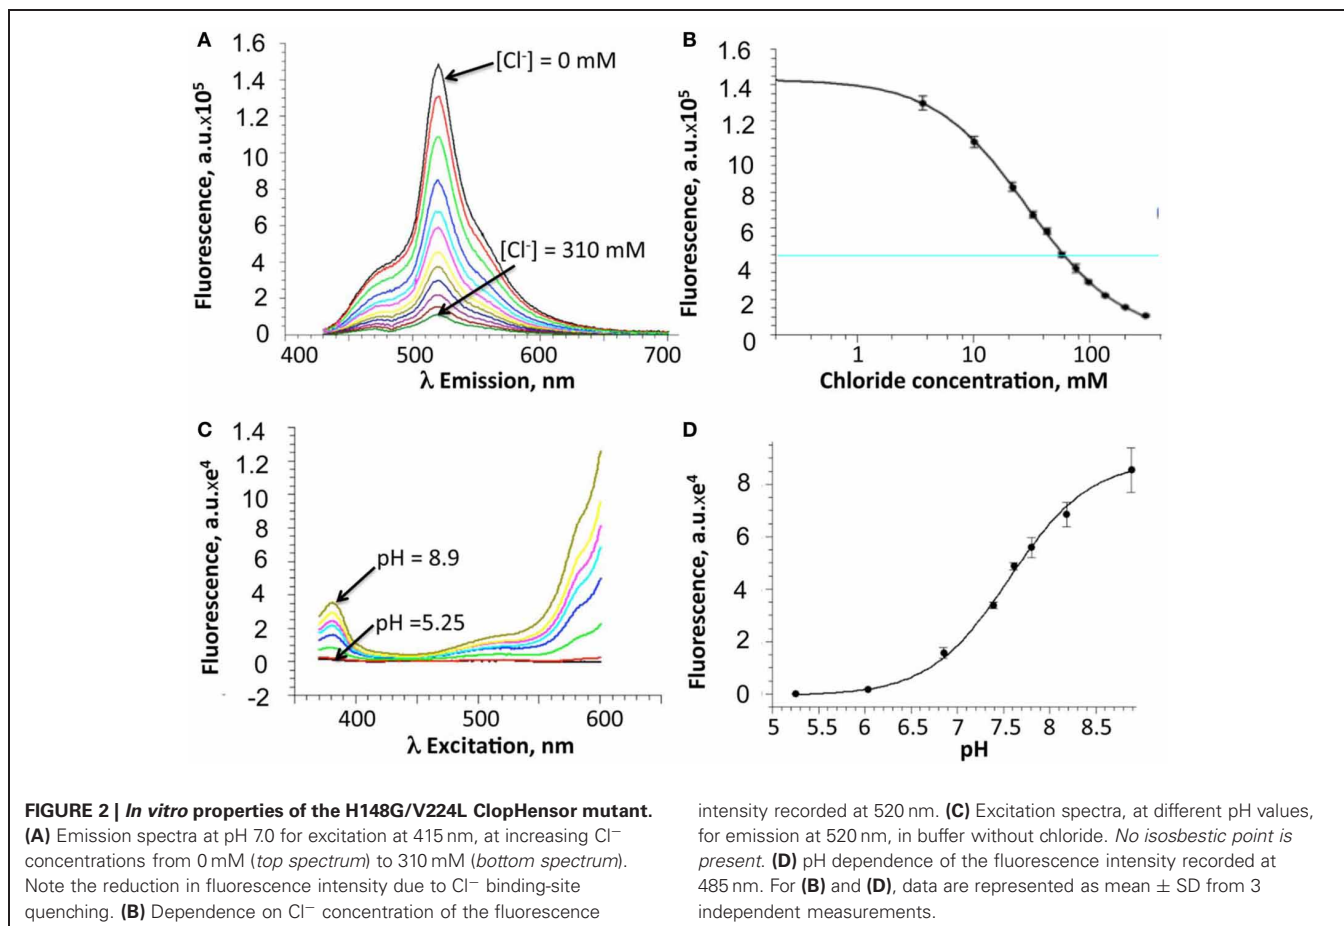 A
1.6
1.4
1.2
10
8
6
4
2
0
Fluorescence, a.u.x10⁵
[Cl-] = 0 mM
[Cl-] = 310 mM
400 500 600 700
λ Emission, nm
B
1.6
1.4
1.2
10
8
6
4
2
0
Fluorescence, a.u.x10⁵
1 10 100
Chloride concentration, mM
C
1.4
1.2
10
8
6
4
2
0
-2
Fluorescence, a.u.xe⁴
pH = 8.9
pH =5.25
400 500 600
λ Excitation, nm
D
8
6
4
2
0
Fluorescence, a.u.xe⁴
5 5.5 6 6.5 7 7.5 8 8.5
pH
FIGURE 2 | In vitro properties of the H148G/V224L ClopHensor mutant.
(A) Emission spectra at pH 7.0 for excitation at 415 nm, at increasing Cl⁻
concentrations from 0 mM (top spectrum) to 310 mM (bottom spectrum).
Note the reduction in fluorescence intensity due to Cl⁻ binding-site
quenching. (B) Dependence on Cl⁻ concentration of the fluorescence
intensity recorded at 520 nm. (C) Excitation spectra, at different pH values,
for emission at 520 nm, in buffer without chloride. No isosbestic point is
present. (D) pH dependence of the fluorescence intensity recorded at
485 nm. For (B) and (D), data are represented as mean ± SD from 3
independent measurements.